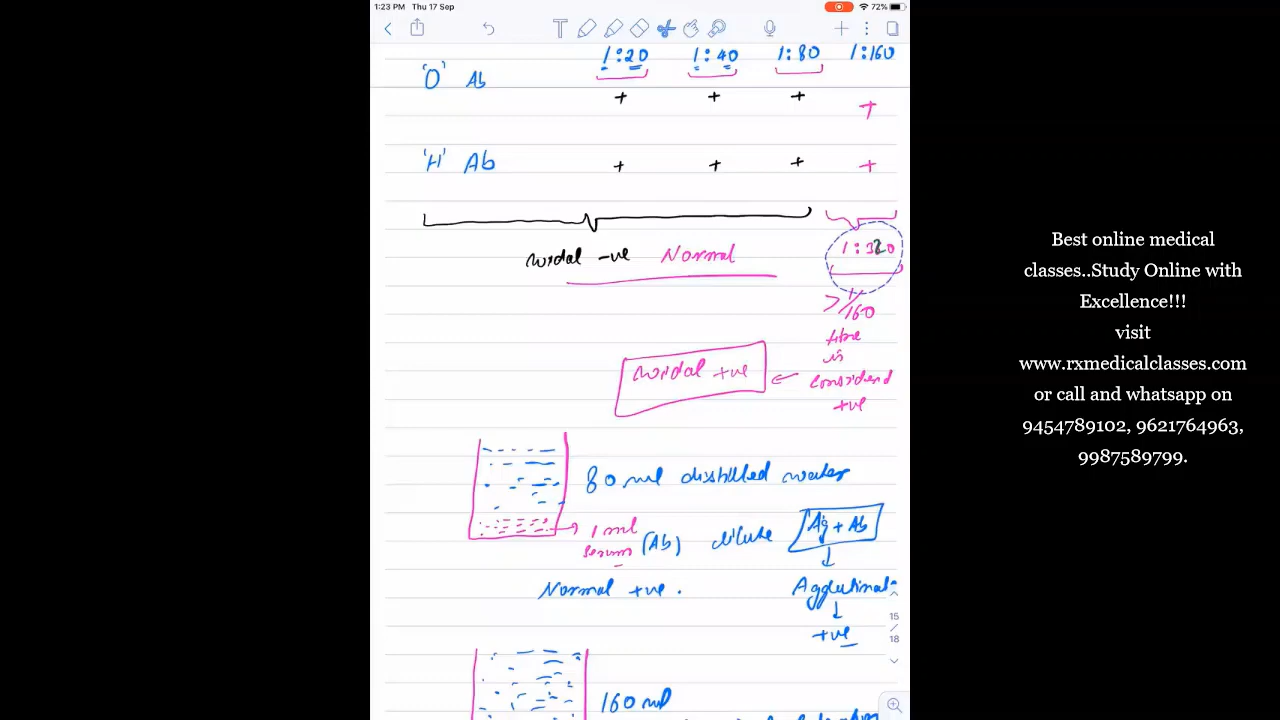 1:23 PM Thu 17 Sep 72%
1:20 1:40 1:80 1:160
'O' Ab
+ + + +
'H' Ab + + + +
widal -ve Normal 1:320
> 1/160
titre
is
considered
+ve
widal +ve
80 ml distilled water
1 ml
serum (Ab) dilute Ag + Ab
Normal +ve. Agglutinat
+ve
15
/
18
160 ml
Best online medical
classes..Study Online with
Excellence!!!
visit
www.rxmedicalclasses.com
or call and whatsapp on
9454789102, 9621764963,
9987589799.